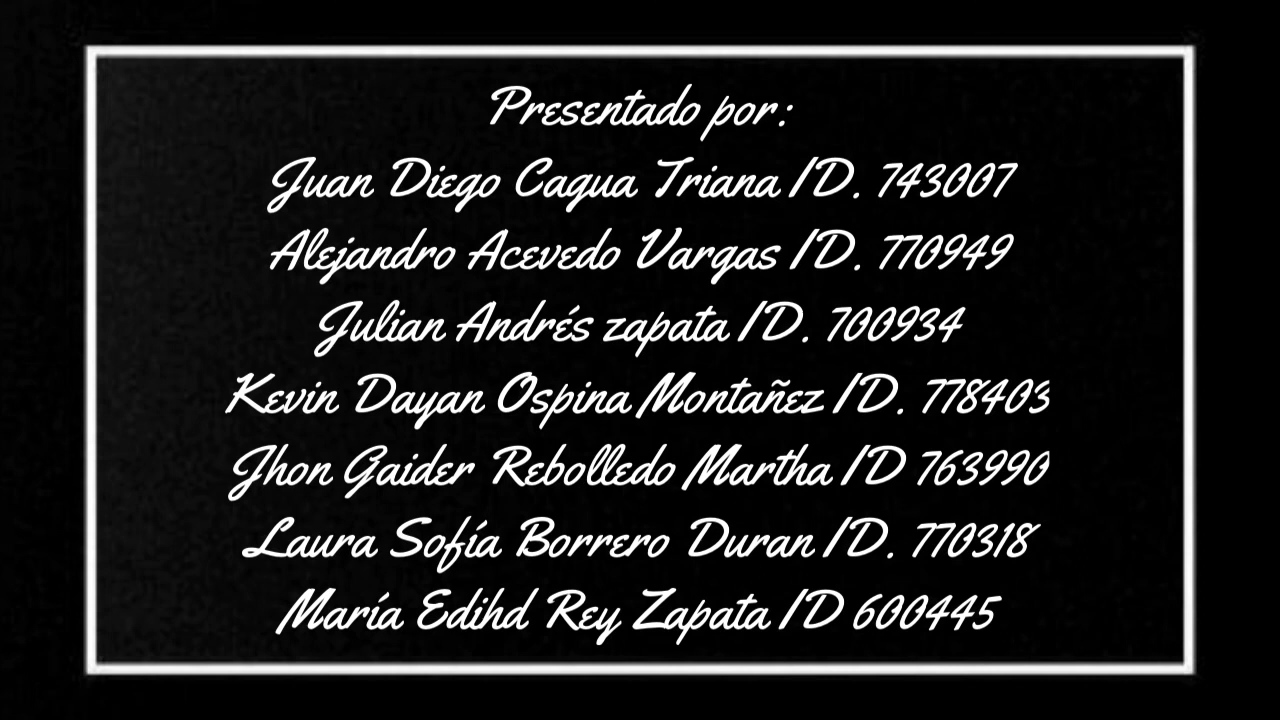 Presentado por:
Juan Diego Cagua Triana ID. 743007
Alejandro Acevedo Vargas ID. 770949
Julian Andrés zapata ID. 700934
Kevin Dayan Ospina Montañez ID. 778403
Jhon Gaider Rebolledo Martha ID 763990
Laura Sofía Borrero Duran ID. 770318
María Edihd Rey Zapata ID 600445